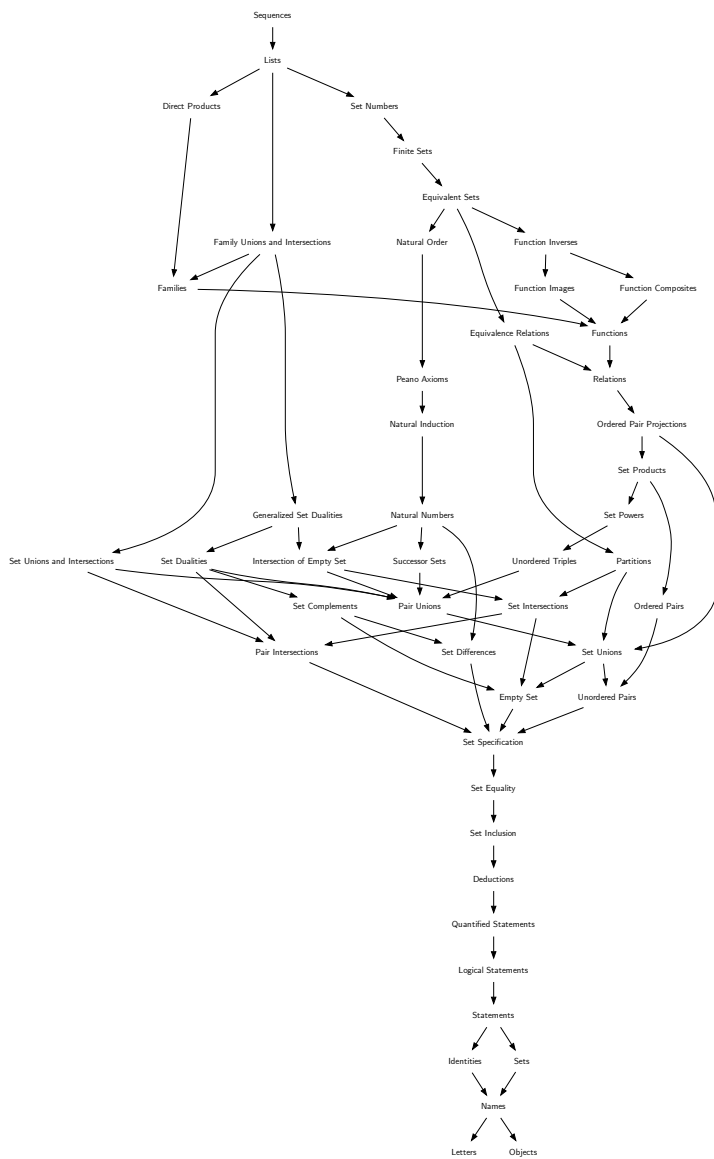 Sequences
Lists
Direct Products
Set Numbers
Finite Sets
Equivalent Sets
Family Unions and Intersections
Natural Order
Function Inverses
Families
Function Images
Function Composites
Equivalence Relations
Functions
Peano Axioms
Relations
Natural Induction
Ordered Pair Projections
Set Products
Generalized Set Dualities
Natural Numbers
Set Powers
Set Unions and Intersections
Set Dualities
Intersection of Empty Set
Successor Sets
Unordered Triples
Partitions
Set Complements
Pair Unions
Set Intersections
Ordered Pairs
Pair Intersections
Set Differences
Set Unions
Empty Set
Unordered Pairs
Set Specification
Set Equality
Set Inclusion
Deductions
Quantified Statements
Logical Statements
Statements
Identities
Sets
Names
Letters
Objects